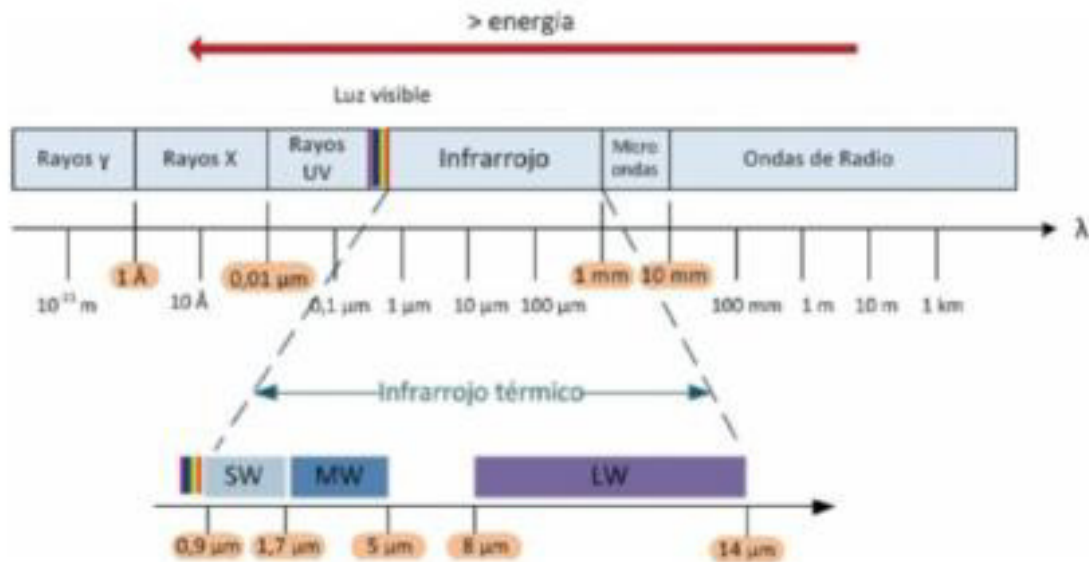 > energía
Luz visible
Rayos γ
Rayos X
Rayos
UV
Infrarrojo
Micro
ondas
Ondas de Radio
λ
1 Å
10 Å
0,01 µm
0,1 µm
1 µm
10 µm
100 µm
1 mm
10 mm
100 mm
1 m
10 m
1 km
Infrarrojo térmico
SW
MW
LW
0,9 µm
1,7 µm
5 µm
8 µm
14 µm